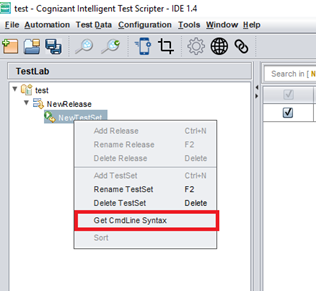 test - Cognizant Intelligent Test Scripter - IDE 1.4
File Automation Test Data Configuration Tools Window Help
TestLab
Search in [ N
test
NewRelease
NewTestSet
Add Release Ctrl+N
Rename Release F2
Delete Release Delete
Add TestSet Ctrl+N
Rename TestSet F2
Delete TestSet Delete
Get CmdLine Syntax
Sort